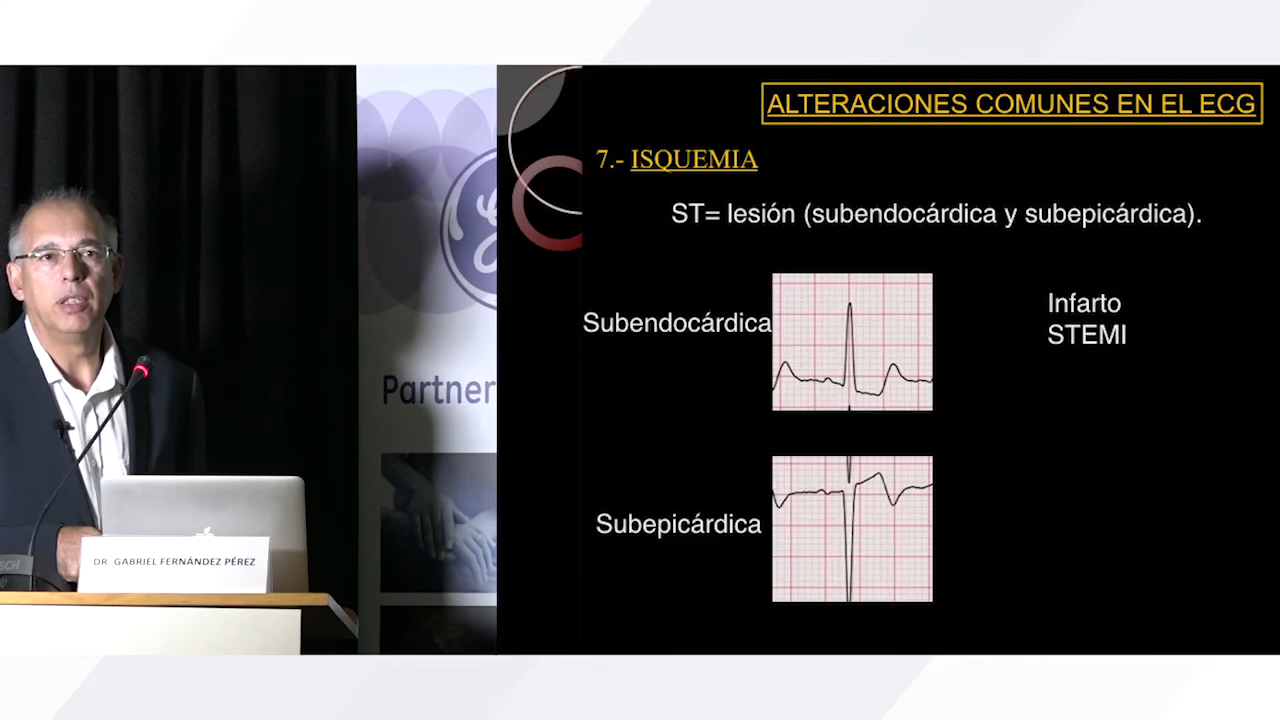 ALTERACIONES COMUNES EN EL ECG
7.- ISQUEMIA
ST= lesión (subendocárdica y subepicárdica).
Subendocárdica
Infarto
STEMI
Subepicárdica
Partner
DR. GABRIEL FERNÁNDEZ PÉREZ